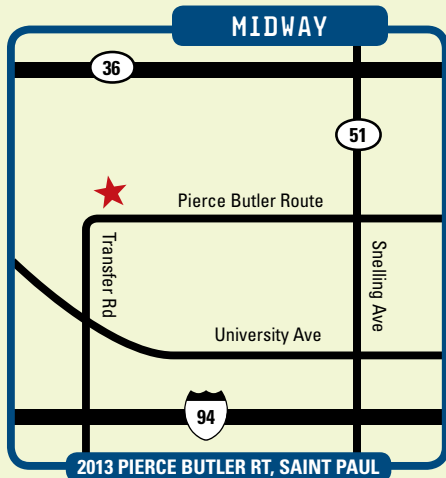 MIDWAY
36
51
Pierce Butler Route
Transfer Rd
Snelling Ave
University Ave
94
2013 PIERCE BUTLER RT, SAINT PAUL